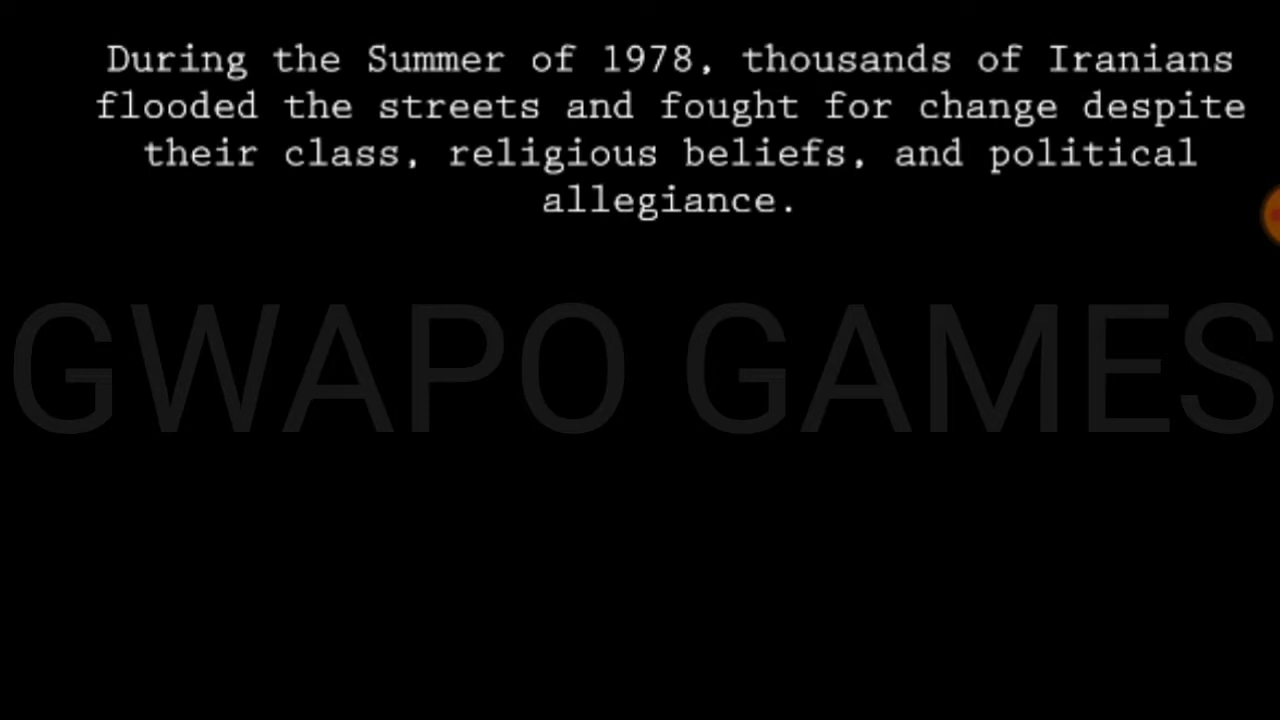 During the Summer of 1978, thousands of Iranians
flooded the streets and fought for change despite
their class, religious beliefs, and political
allegiance.
GWAPO GAMES